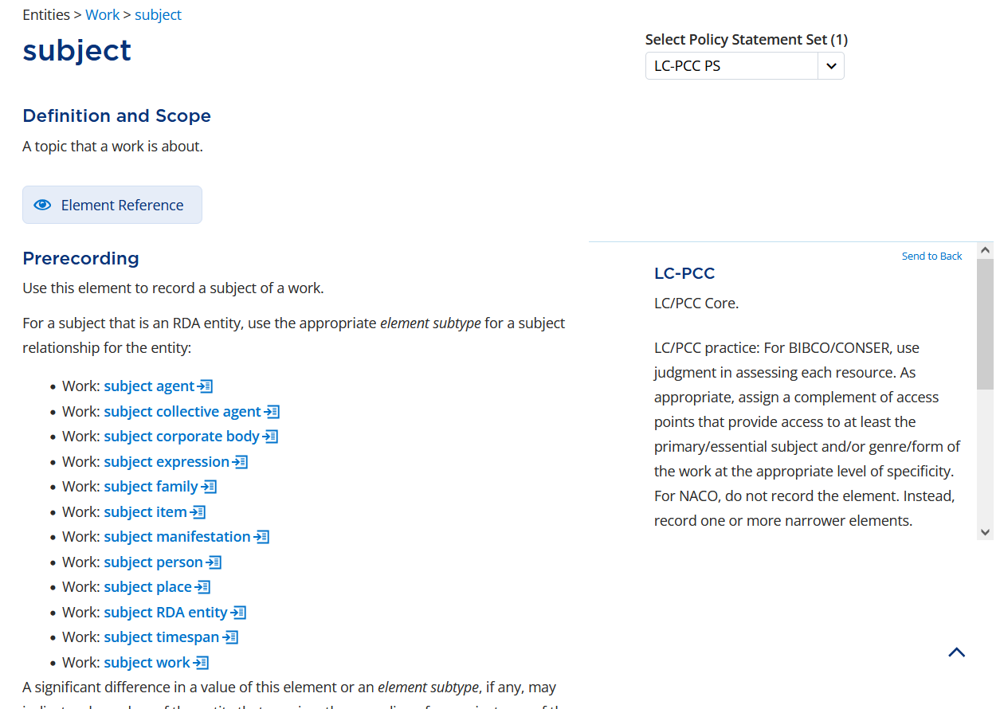 Entities > Work > subject
subject
Select Policy Statement Set (1)
LC-PCC PS
Definition and Scope
A topic that a work is about.
Element Reference
Prerecording
Use this element to record a subject of a work.
For a subject that is an RDA entity, use the appropriate element subtype for a subject
relationship for the entity:
• Work: subject agent
• Work: subject collective agent
• Work: subject corporate body
• Work: subject expression
• Work: subject family
• Work: subject item
• Work: subject manifestation
• Work: subject person
• Work: subject place
• Work: subject RDA entity
• Work: subject timespan
• Work: subject work
A significant difference in a value of this element or an element subtype, if any, may
Send to Back
LC-PCC
LC/PCC Core.
LC/PCC practice: For BIBCO/CONSER, use
judgment in assessing each resource. As
appropriate, assign a complement of access
points that provide access to at least the
primary/essential subject and/or genre/form of
the work at the appropriate level of specificity.
For NACO, do not record the element. Instead,
record one or more narrower elements.